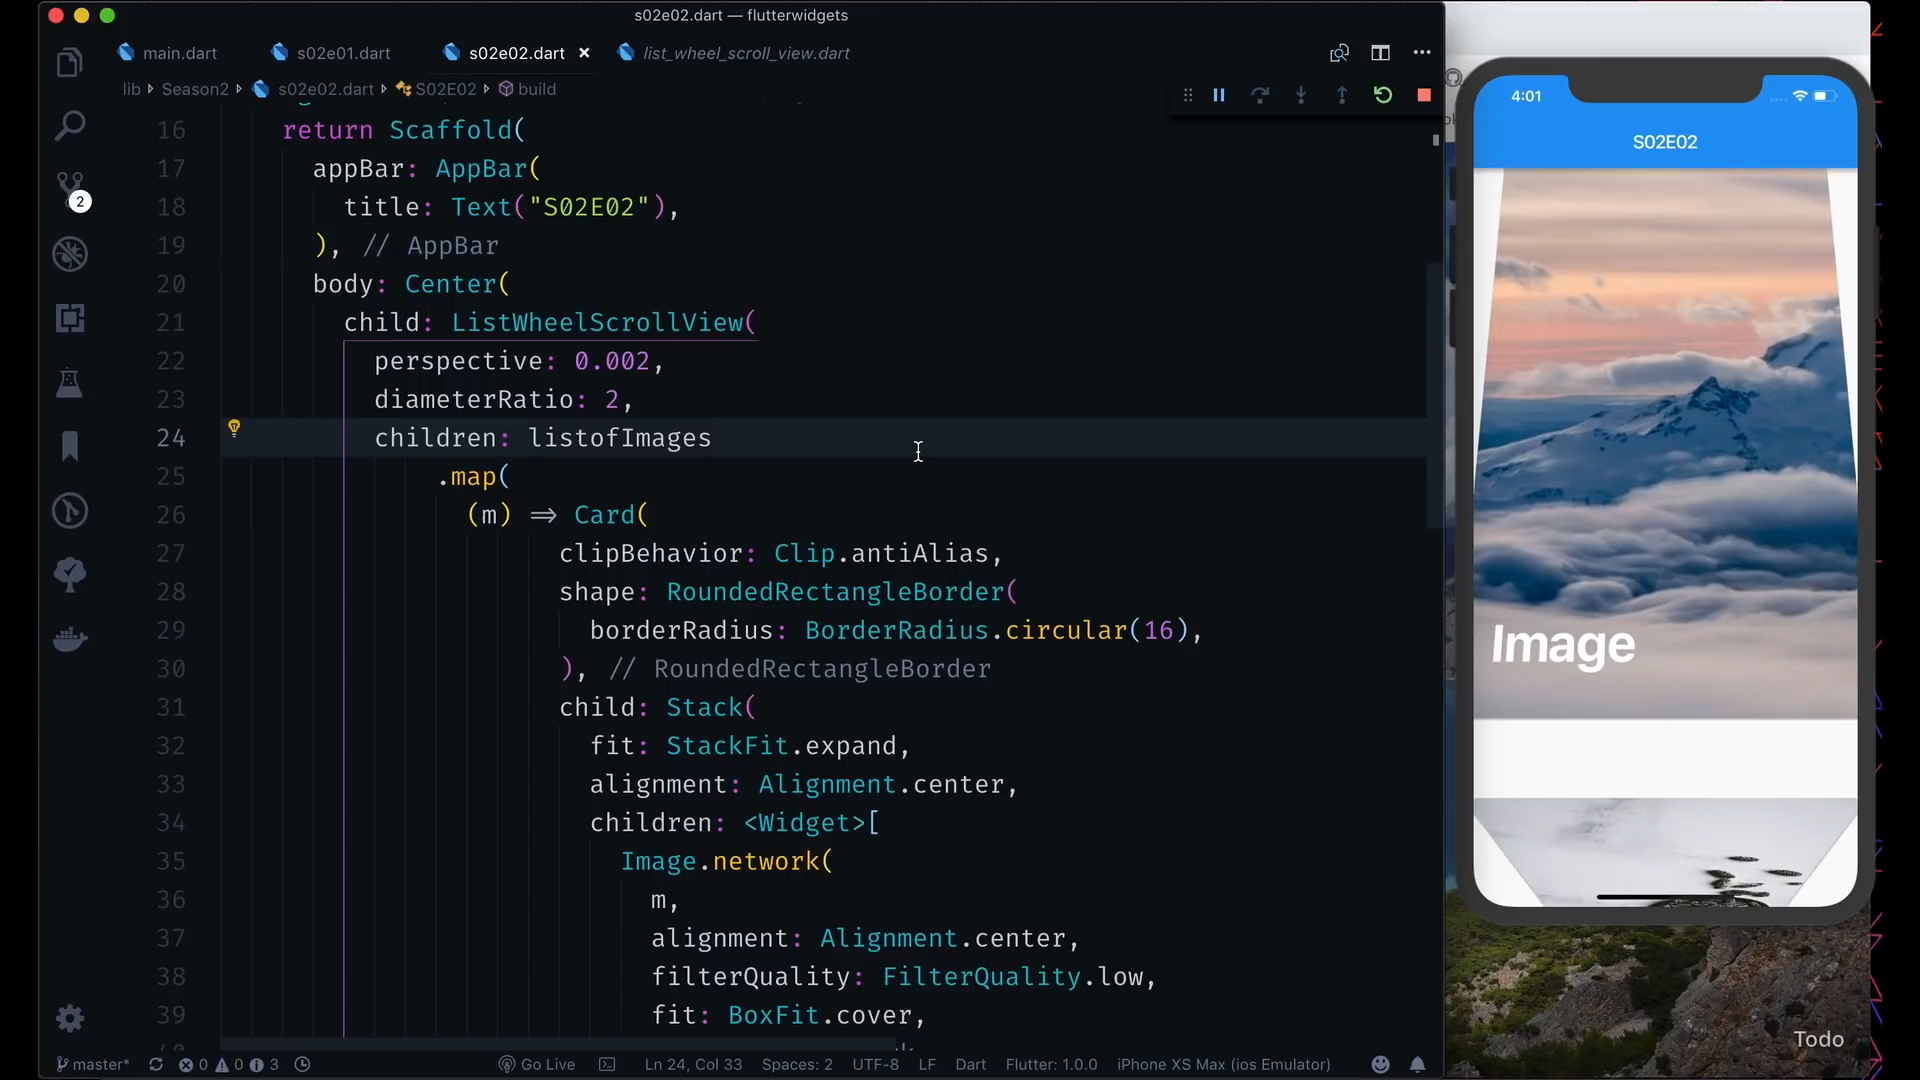 s02e02.dart — flutterwidgets
main.dart
s02e01.dart
s02e02.dart
list_wheel_scroll_view.dart
lib
Season2
s02e02.dart
S02E02
build
16 return Scaffold(
17 appBar: AppBar(
18 title: Text("S02E02"),
19 ), // AppBar
20 body: Center(
21 child: ListWheelScrollView(
22 perspective: 0.002,
23 diameterRatio: 2,
24 children: listofImages
25 .map(
26 (m) => Card(
27 clipBehavior: Clip.antiAlias,
28 shape: RoundedRectangleBorder(
29 borderRadius: BorderRadius.circular(16),
30 ), // RoundedRectangleBorder
31 child: Stack(
32 fit: StackFit.expand,
33 alignment: Alignment.center,
34 children: <Widget>[
35 Image.network(
36 m,
37 alignment: Alignment.center,
38 filterQuality: FilterQuality.low,
39 fit: BoxFit.cover,
2
master*
0
0
3
Go Live
Ln 24, Col 33
Spaces: 2
UTF-8
LF
Dart
Flutter: 1.0.0
iPhone XS Max (ios Emulator)
4:01
S02E02
Image
Todo